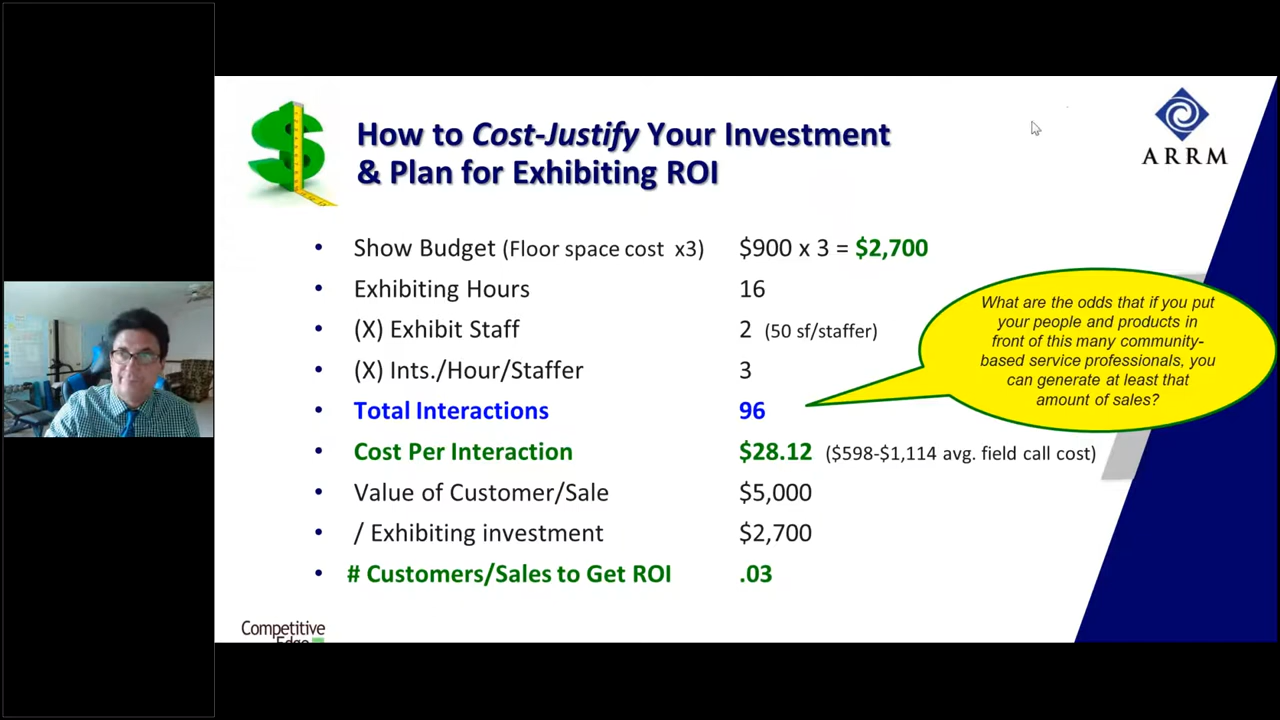 How to Cost-Justify Your Investment
& Plan for Exhibiting ROI
ARRM
• Show Budget (Floor space cost x3) $900 x 3 = $2,700
• Exhibiting Hours 16
• (X) Exhibit Staff 2 (50 sf/staffer)
• (X) Ints./Hour/Staffer 3
• Total Interactions 96
• Cost Per Interaction $28.12 ($598-$1,114 avg. field call cost)
• Value of Customer/Sale $5,000
• / Exhibiting investment $2,700
• # Customers/Sales to Get ROI .03
What are the odds that if you put
your people and products in
front of this many community-
based service professionals, you
can generate at least that
amount of sales?
Competitive
Edge